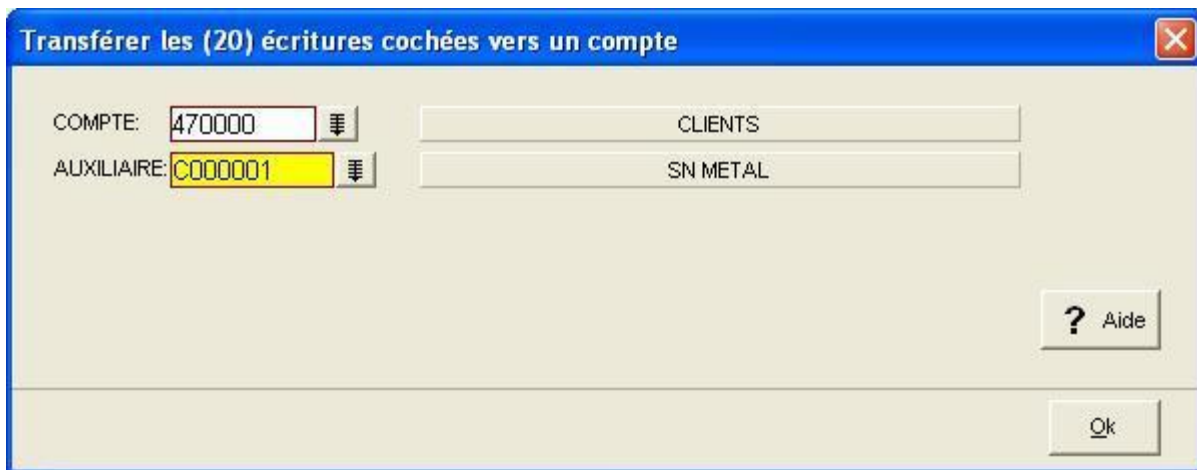 Transférer les (20) écritures cochées vers un compte
COMPTE: 470000 CLIENTS
AUXILIAIRE: C000001 SN METAL
? Aide
Ok